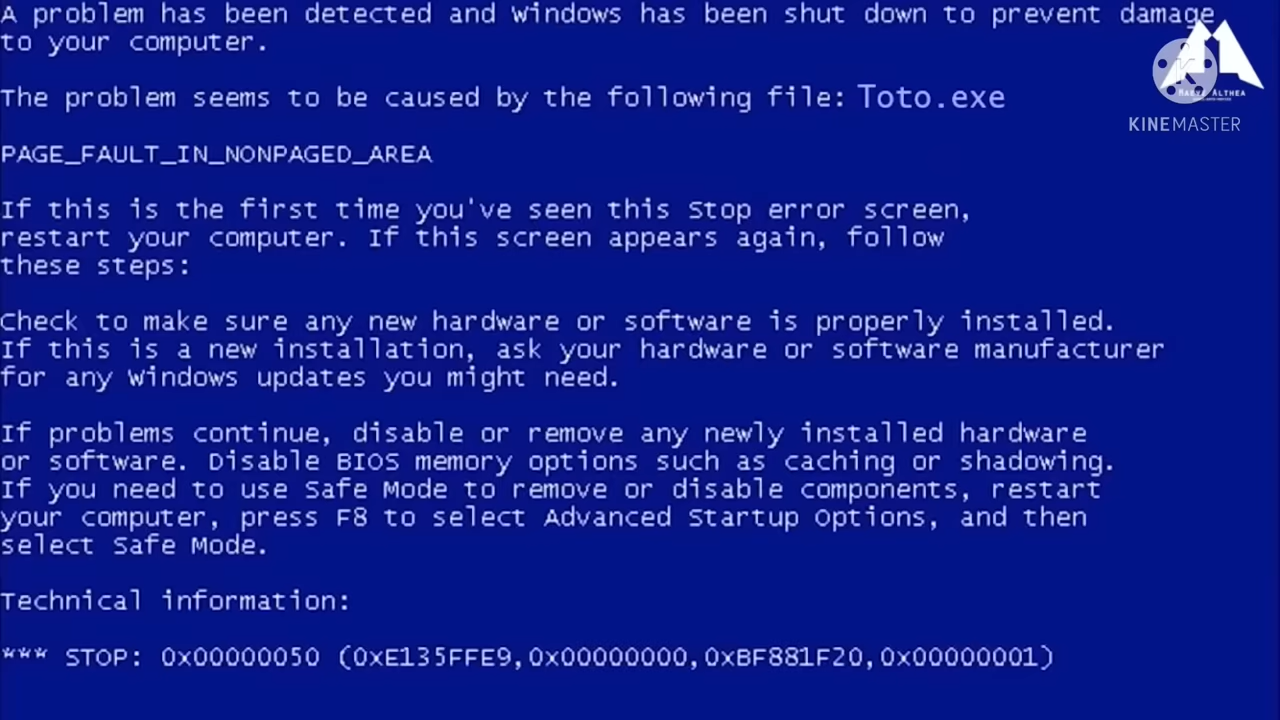 A problem has been detected and Windows has been shut down to prevent damage
to your computer.
The problem seems to be caused by the following file: Toto.exe
PAGE_FAULT_IN_NONPAGED_AREA
If this is the first time you've seen this Stop error screen,
restart your computer. If this screen appears again, follow
these steps:
Check to make sure any new hardware or software is properly installed.
If this is a new installation, ask your hardware or software manufacturer
for any Windows updates you might need.
If problems continue, disable or remove any newly installed hardware
or software. Disable BIOS memory options such as caching or shadowing.
If you need to use Safe Mode to remove or disable components, restart
your computer, press F8 to select Advanced Startup Options, and then
select Safe Mode.
Technical information:
*** STOP: 0x00000050 (0xE135FFE9,0x00000000,0xBF881F20,0x00000001)
ALTHEA
KINEMASTER